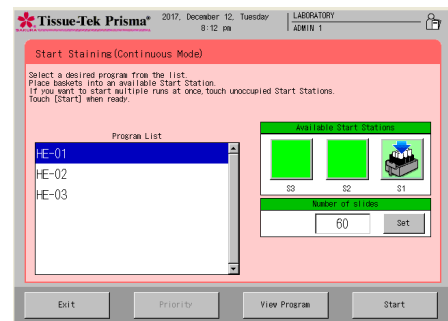 Tissue-Tek Prisma®
SAKURA
2017, December 12, Tuesday
8:12 pm
LABORATORY
ADMIN 1
Start Staining(Continuous Mode)
Select a desired program from the list.
Place baskets into an available Start Station.
If you want to start multiple runs at once, touch unoccupied Start Stations.
Touch [Start] when ready.
Program List
HE-01
HE-02
HE-03
Available Start Stations
S3 S2 S1
Number of slides
60 Set
Exit Priority View Program Start